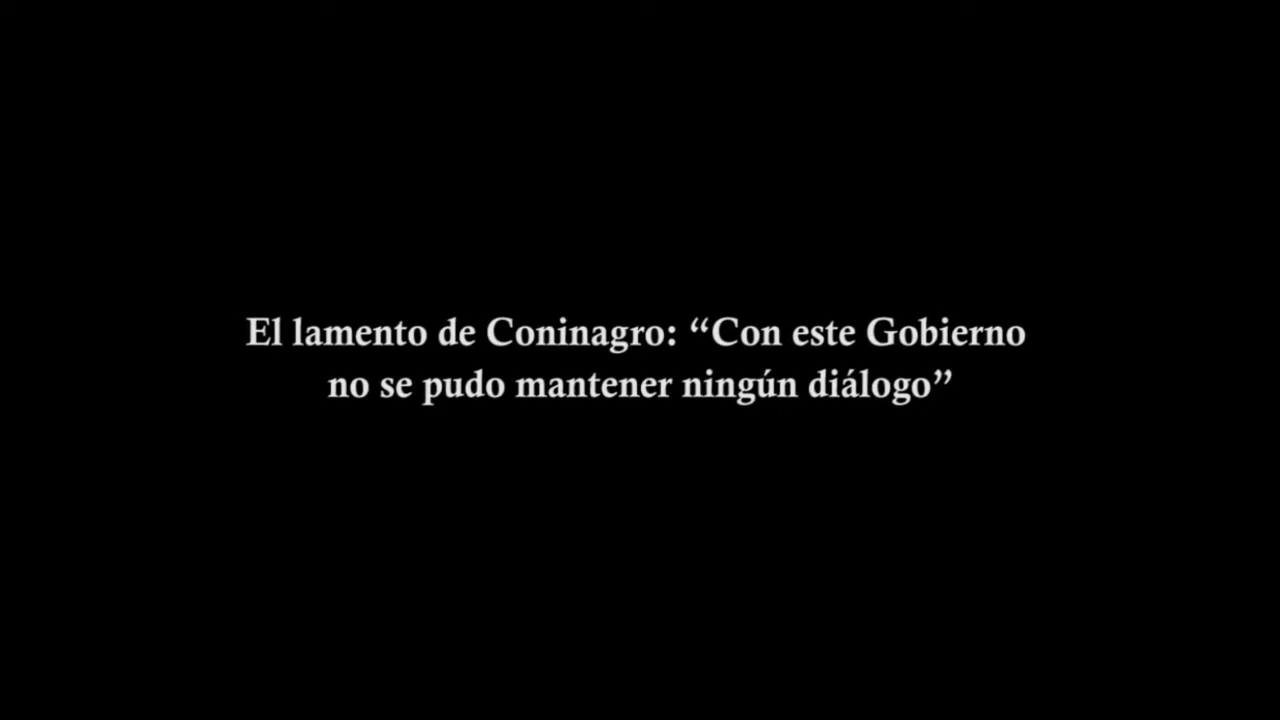 El lamento de Coninagro: “Con este Gobierno
no se pudo mantener ningún diálogo”